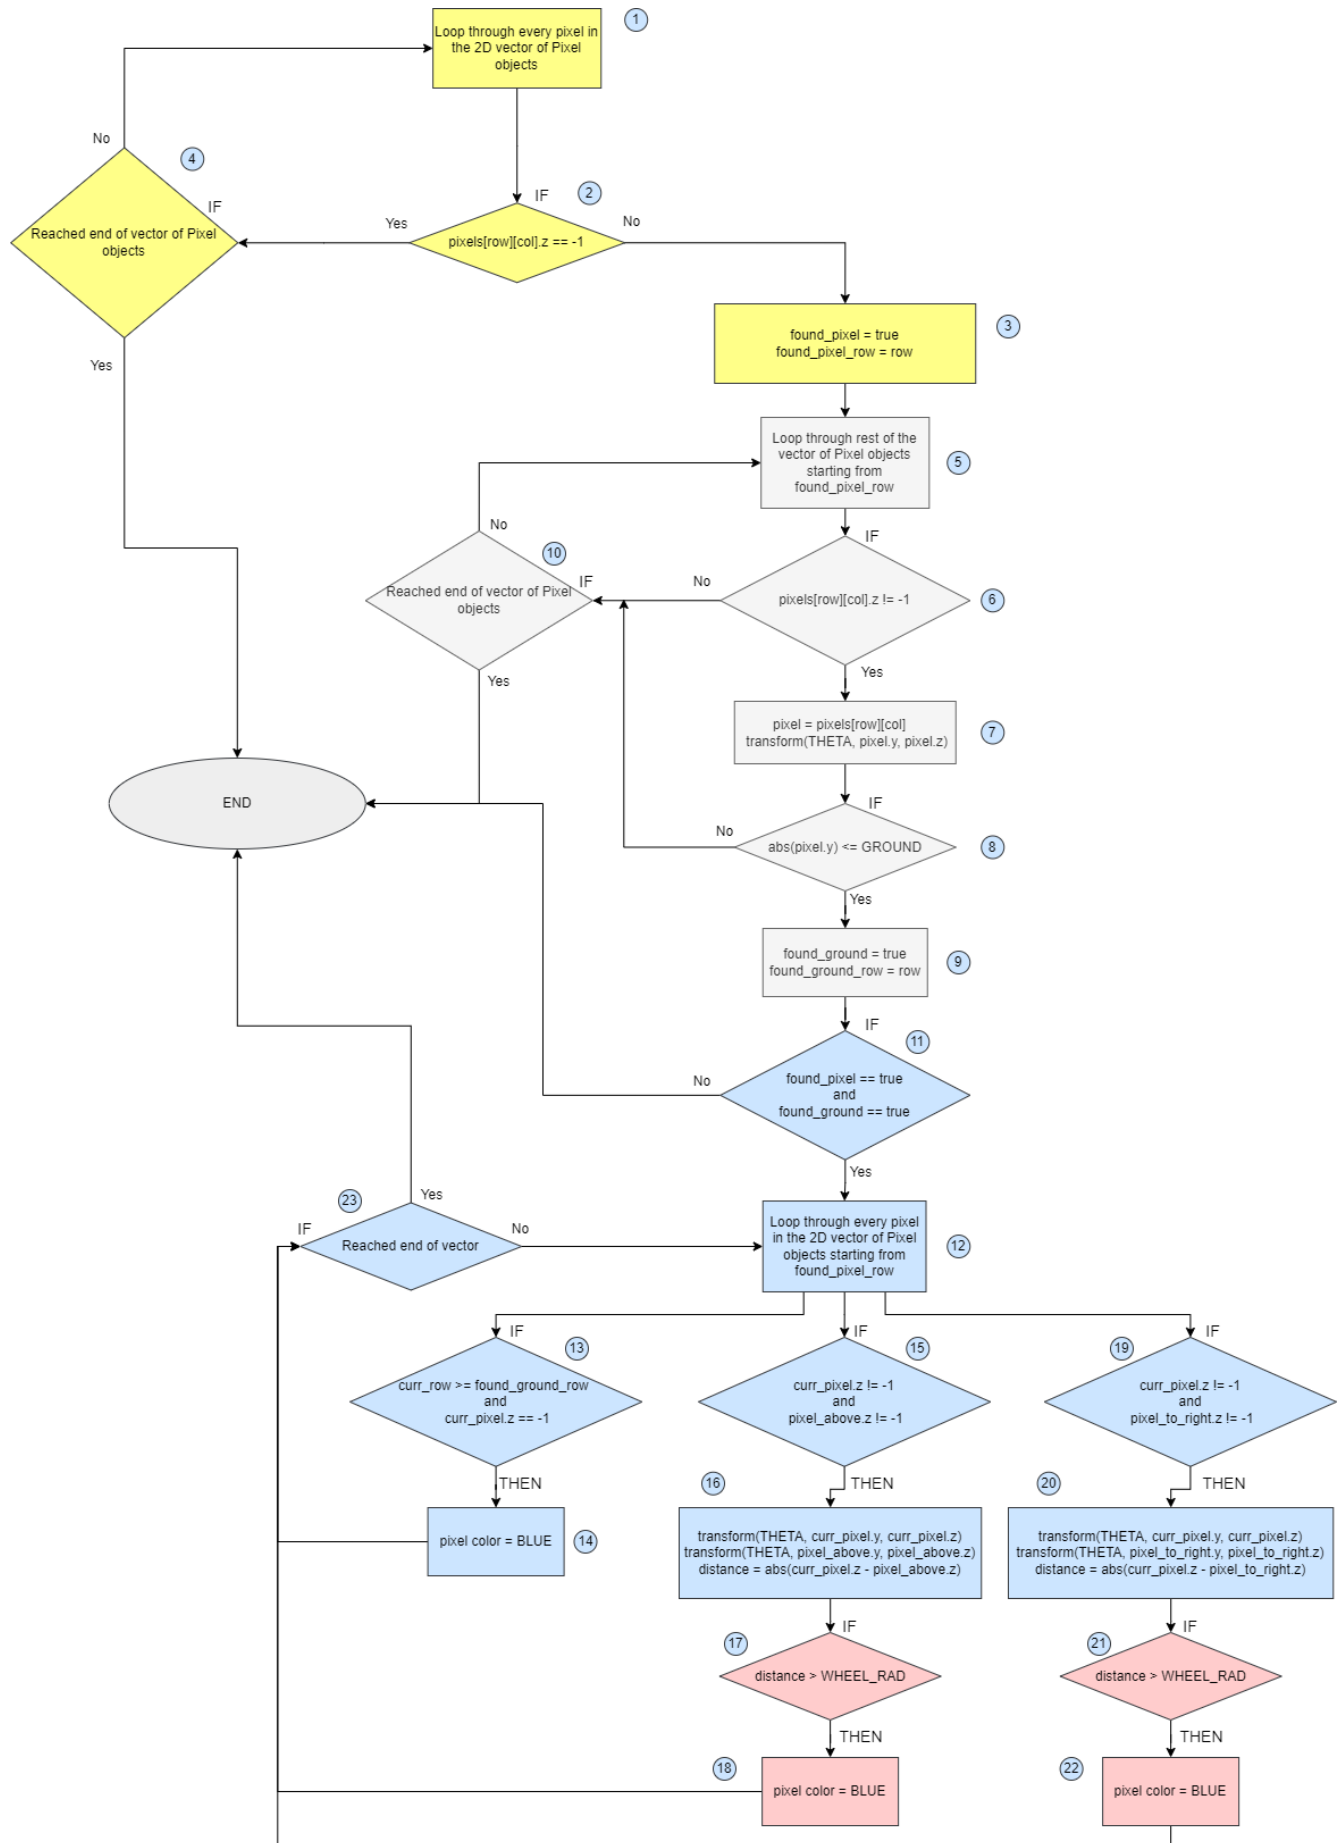 Loop through every pixel in
the 2D vector of Pixel
objects
1
No
4
IF
Reached end of vector of Pixel
objects
Yes
IF
2
Yes
pixels[row][col].z == -1
No
found_pixel = true
found_pixel_row = row
3
Loop through rest of the
vector of Pixel objects
starting from
found_pixel_row
5
No
10
IF
Reached end of vector of Pixel
objects
Yes
IF
No
pixels[row][col].z != -1
6
Yes
pixel = pixels[row][col]
transform(THETA, pixel.y, pixel.z)
7
END
IF
No
abs(pixel.y) <= GROUND
8
Yes
found_ground = true
found_ground_row = row
9
IF
11
No
found_pixel == true
and
found_ground == true
Yes
23
Yes
IF
Reached end of vector
No
Loop through every pixel
in the 2D vector of Pixel
objects starting from
found_pixel_row
12
IF
13
curr_row >= found_ground_row
and
curr_pixel.z == -1
THEN
pixel color = BLUE
14
IF
15
curr_pixel.z != -1
and
pixel_above.z != -1
THEN
16
transform(THETA, curr_pixel.y, curr_pixel.z)
transform(THETA, pixel_above.y, pixel_above.z)
distance = abs(curr_pixel.z - pixel_above.z)
IF
17
distance > WHEEL_RAD
THEN
18
pixel color = BLUE
IF
19
curr_pixel.z != -1
and
pixel_to_right.z != -1
THEN
20
transform(THETA, curr_pixel.y, curr_pixel.z)
transform(THETA, pixel_to_right.y, pixel_to_right.z)
distance = abs(curr_pixel.z - pixel_to_right.z)
IF
21
distance > WHEEL_RAD
THEN
22
pixel color = BLUE